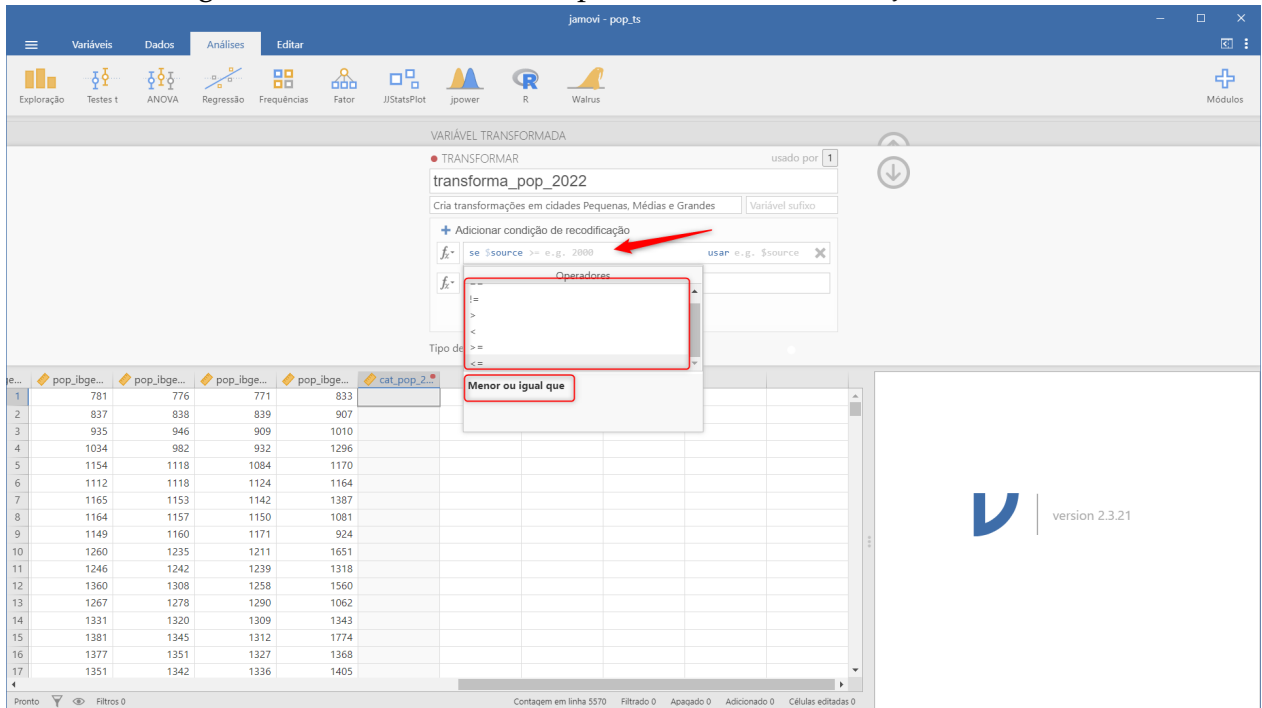 jamovi - pop_ts
Variáveis Dados Análises Editar
Exploração Testes t ANOVA Regressão Frequências Fator JJStatsPlot jpower R Walrus Módulos
VARIÁVEL TRANSFORMADA
TRANSFORMAR usado por 1
transforma_pop_2022
Cria transformações em cidades Pequenas, Médias e Grandes Variável sufixo
+ Adicionar condição de recodificação
fx se $source >= e.g. 2000 usar e.g. $source
Operadores
fx
!=
>
<
Tipo de >=
<=
Menor ou igual que
pop_ibge... pop_ibge... pop_ibge... pop_ibge... cat_pop_2...
1 781 776 771 833
2 837 838 839 907
3 935 946 909 1010
4 1034 982 932 1296
5 1154 1118 1084 1170
6 1112 1118 1124 1164
7 1165 1153 1142 1387
8 1164 1157 1150 1081
9 1149 1160 1171 924
10 1260 1235 1211 1651
11 1246 1242 1239 1318
12 1360 1308 1258 1560
13 1267 1278 1290 1062
14 1331 1320 1309 1343
15 1381 1345 1312 1774
16 1377 1351 1327 1368
17 1351 1342 1336 1405
version 2.3.21
Pronto Filtros 0 Contagem em linha 5570 Filtrado 0 Apagado 0 Adicionado 0 Células editadas 0